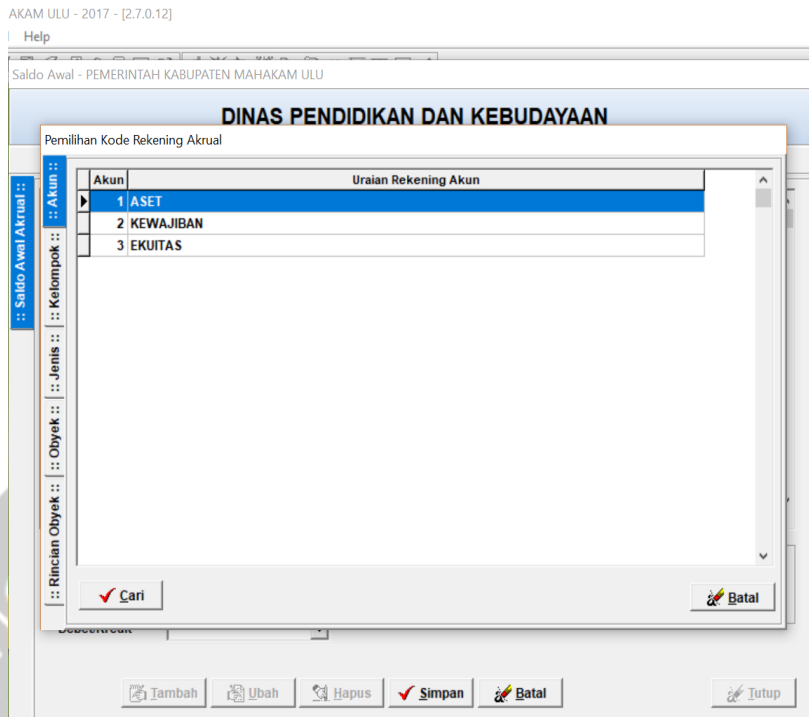 AKAM ULU - 2017 - [2.7.0.12]
Help
Saldo Awal - PEMERINTAH KABUPATEN MAHAKAM ULU
DINAS PENDIDIKAN DAN KEBUDAYAAN
Pemilihan Kode Rekening Akrual
:: Saldo Awal Akrual ::
:: Akun ::
:: Kelompok ::
:: Jenis ::
:: Obyek ::
:: Rincian Obyek ::
Akun Uraian Rekening Akun
1 ASET
2 KEWAJIBAN
3 EKUITAS
Cari Batal
Debet/Kredit
Tambah Ubah Hapus Simpan Batal Tutup